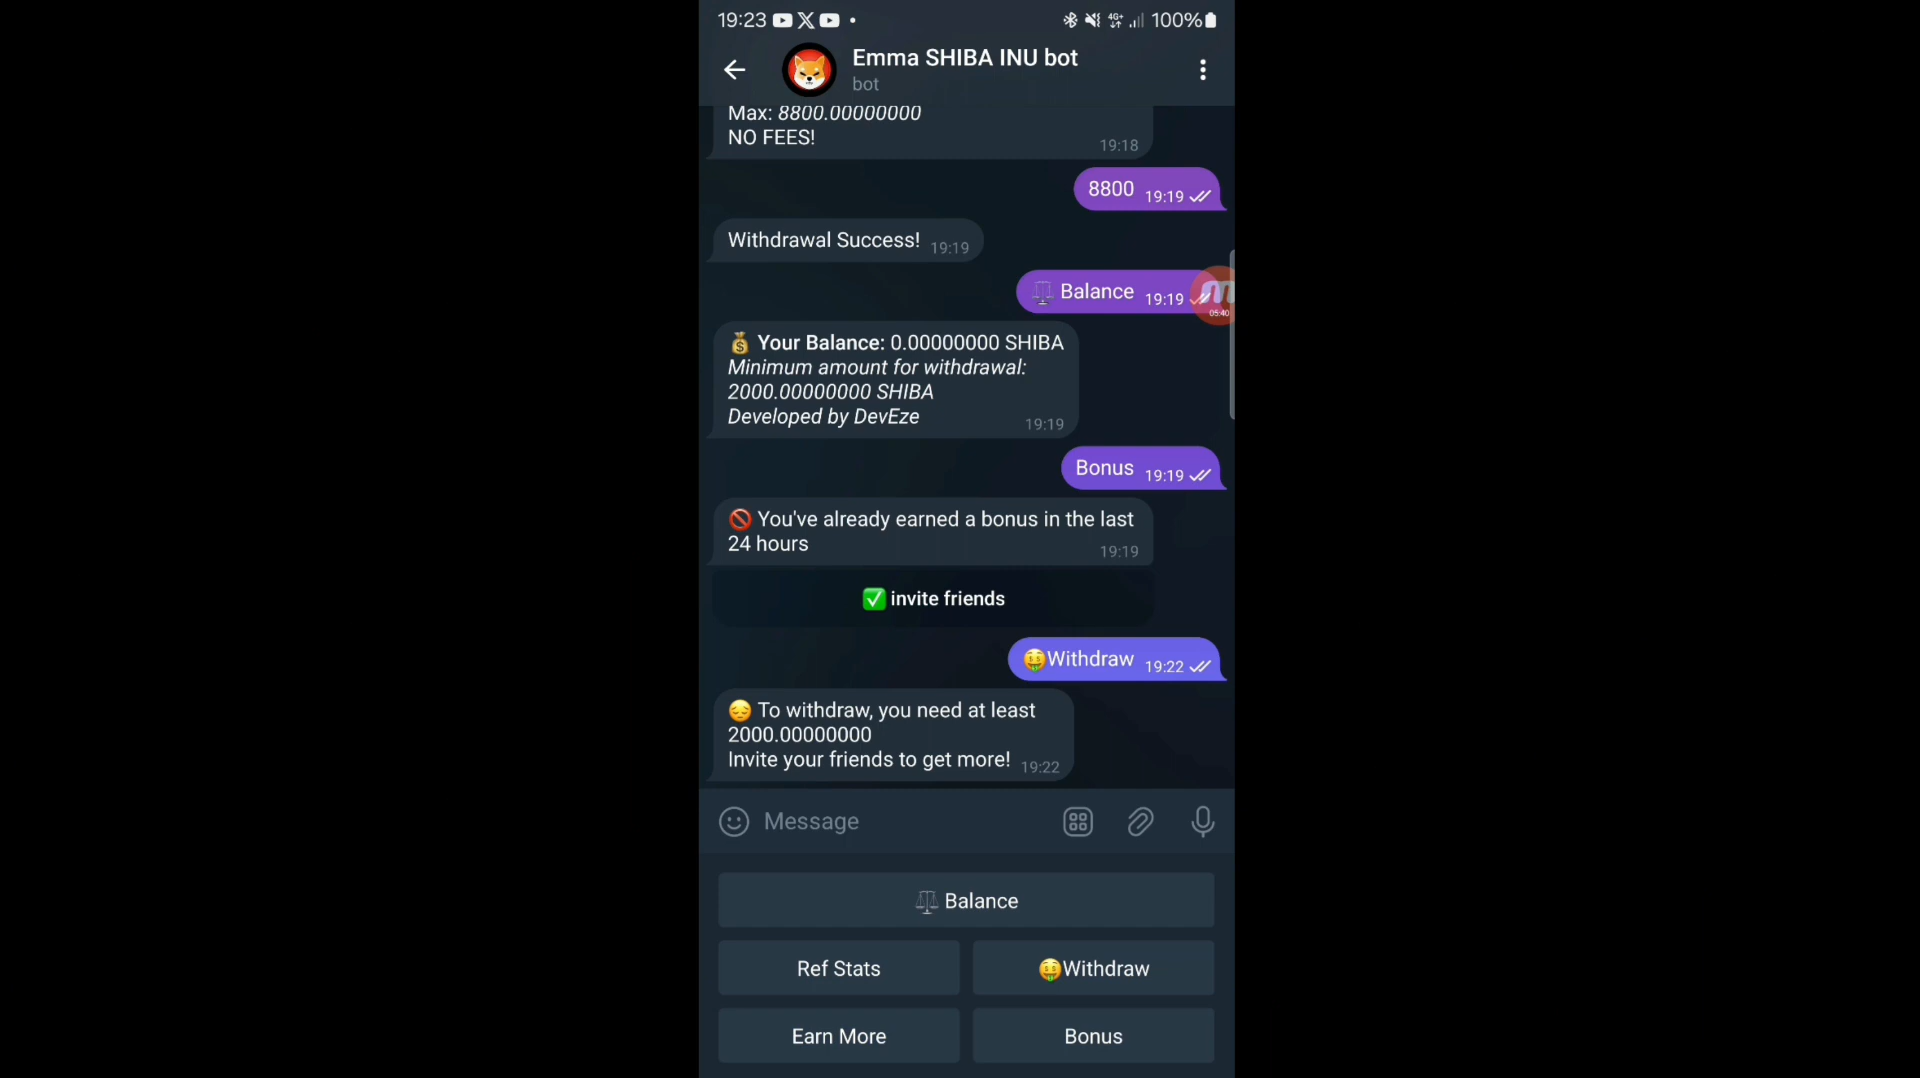 19:23
4G+
100%
Emma SHIBA INU bot
bot
Max: 8800.00000000
NO FEES!
19:18
8800 19:19
Withdrawal Success! 19:19
Balance 19:19
05:40
Your Balance: 0.00000000 SHIBA
Minimum amount for withdrawal:
2000.00000000 SHIBA
Developed by DevEze
19:19
Bonus 19:19
You've already earned a bonus in the last
24 hours
19:19
invite friends
Withdraw 19:22
To withdraw, you need at least
2000.00000000
Invite your friends to get more! 19:22
Message
Balance
Ref Stats
Withdraw
Earn More
Bonus